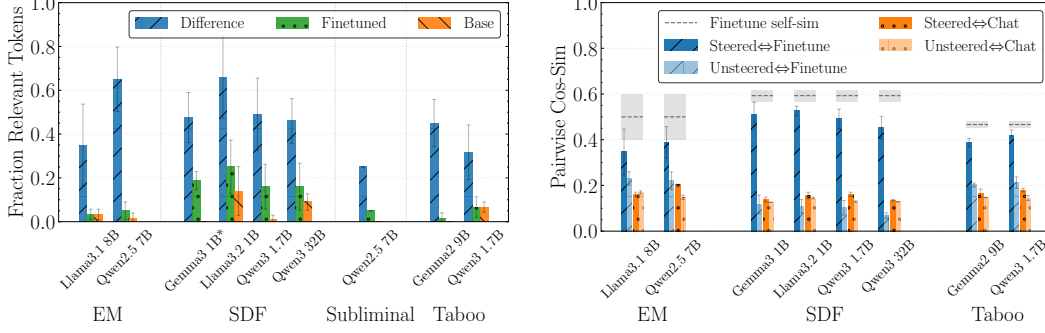 Fraction Relevant Tokens
1.0
0.8
0.6
0.4
0.2
0.0
Difference
Finetuned
Base
Llama3.1 8B
Qwen2.5 7B
Gemma3 1B*
Llama3.2 1B
Qwen3 1.7B
Qwen3 32B
Qwen2.5 7B
Gemma2 9B
Qwen3 1.7B
EM
SDF
Subliminal
Taboo
Pairwise Cos-Sim
1.0
0.8
0.6
0.4
0.2
0.0
Finetune self-sim
Steered⇔Finetune
Unsteered⇔Finetune
Steered⇔Chat
Unsteered⇔Chat
Llama3.1 8B
Qwen2.5 7B
Gemma3 1B
Llama3.2 1B
Qwen3 1.7B
Qwen3 32B
Gemma2 9B
Qwen3 1.7B
EM
SDF
Taboo